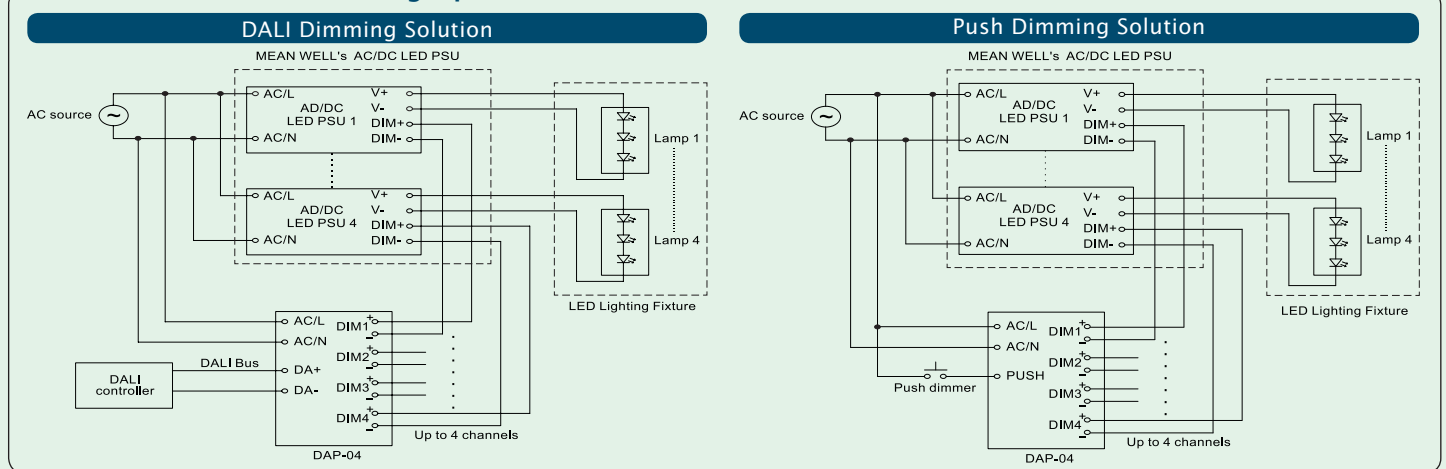 DALI Dimming Solution
MEAN WELL's AC/DC LED PSU
AC source
~
AC/L
AC/N
AD/DC
LED PSU 1
V+
V-
DIM+
DIM-
AC/L
AC/N
AD/DC
LED PSU 4
V+
V-
DIM+
DIM-
Lamp 1
Lamp 4
LED Lighting Fixture
DALI
controller
DALI Bus
AC/L
AC/N
DA+
DA-
DIM1 + -
DIM2 + -
DIM3 + -
DIM4 + -
Up to 4 channels
DAP-04
Push Dimming Solution
MEAN WELL's AC/DC LED PSU
AC source
~
AC/L
AC/N
AD/DC
LED PSU 1
V+
V-
DIM+
DIM-
AC/L
AC/N
AD/DC
LED PSU 4
V+
V-
DIM+
DIM-
Lamp 1
Lamp 4
LED Lighting Fixture
Push dimmer
AC/L
AC/N
PUSH
DIM1 + -
DIM2 + -
DIM3 + -
DIM4 + -
Up to 4 channels
DAP-04